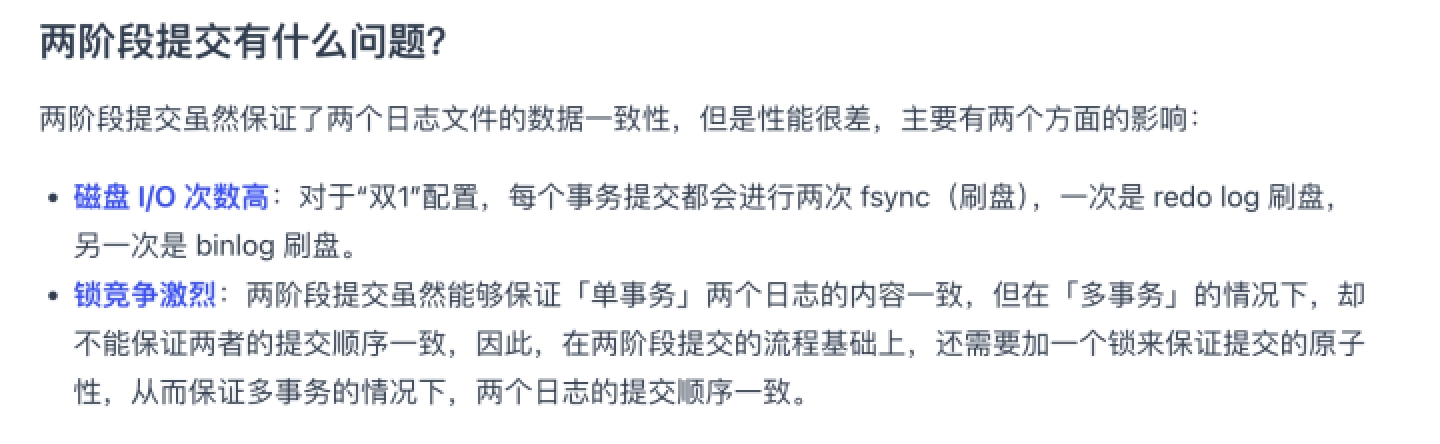 两阶段提交有什么问题?
两阶段提交虽然保证了两个日志文件的数据一致性，但是性能很差，主要有两个方面的影响：
• 磁盘 I/O 次数高：对于“双1”配置，每个事务提交都会进行两次 fsync（刷盘），一次是 redo log 刷盘，
另一次是 binlog 刷盘。
• 锁竞争激烈：两阶段提交虽然能够保证「单事务」两个日志的内容一致，但在「多事务」的情况下，却
不能保证两者的提交顺序一致，因此，在两阶段提交的流程基础上，还需要加一个锁来保证提交的原子
性，从而保证多事务的情况下，两个日志的提交顺序一致。